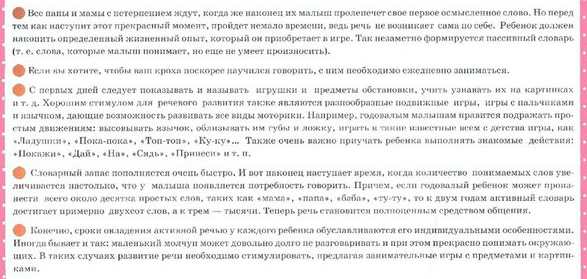 Все папы и мамы с нетерпением ждут, когда же наконец их малыш пролепечет свое первое осмысленное слово. Но перед
тем как наступит этот прекрасный момент, пройдет немало времени, ведь речь не возникает сама по себе. Ребенок должен
накопить определенный жизненный опыт, который он приобретает в игре. Так незаметно формируется пассивный словарь
(т. е. слова, которые малыш понимает, но еще не умеет произносить).
Если вы хотите, чтобы ваш кроха поскорее научился говорить, с ним необходимо ежедневно заниматься.
С первых дней следует показывать и называть игрушки и предметы обстановки, учить узнавать их на картинках
и т. д. Хорошим стимулом для речевого развития также являются разнообразные подвижные игры, игры с пальчиками
и язычком, дающие возможность развивать все виды моторики. Например, годовалым малышам нравится подражать про-
стым движениям: высовывать язычок, облизывать им губы и ложку, играть в такие известные всем с детства игры, как
«Ладушки», «Пока-пока», «Топ-топ», «Ку-ку»... Также очень важно приучать ребенка выполнять знакомые действия:
«Покажи», «Дай», «На», «Сядь», «Принеси» и т. п.
Словарный запас пополняется очень быстро. И вот наконец наступает время, когда количество понимаемых слов уве-
личивается настолько, что у малыша появляется потребность говорить. Причем, если годовалый ребенок может произ-
нести всего около десятка простых слов, таких как «мама», «папа», «баба», «ту-ту», то к двум годам активный словарь
достигает примерно двухсот слов, а к трем — тысячи. Теперь речь становится полноценным средством общения.
Конечно, сроки овладения активной речью у каждого ребенка обуславливаются его индивидуальными особенностями.
Иногда бывает и так: маленький молчун может довольно долго не разговаривать и при этом прекрасно понимать окружаю-
щих. В таких случаях развитие речи необходимо стимулировать, предлагая занимательные игры с предметами и картин-
ками.